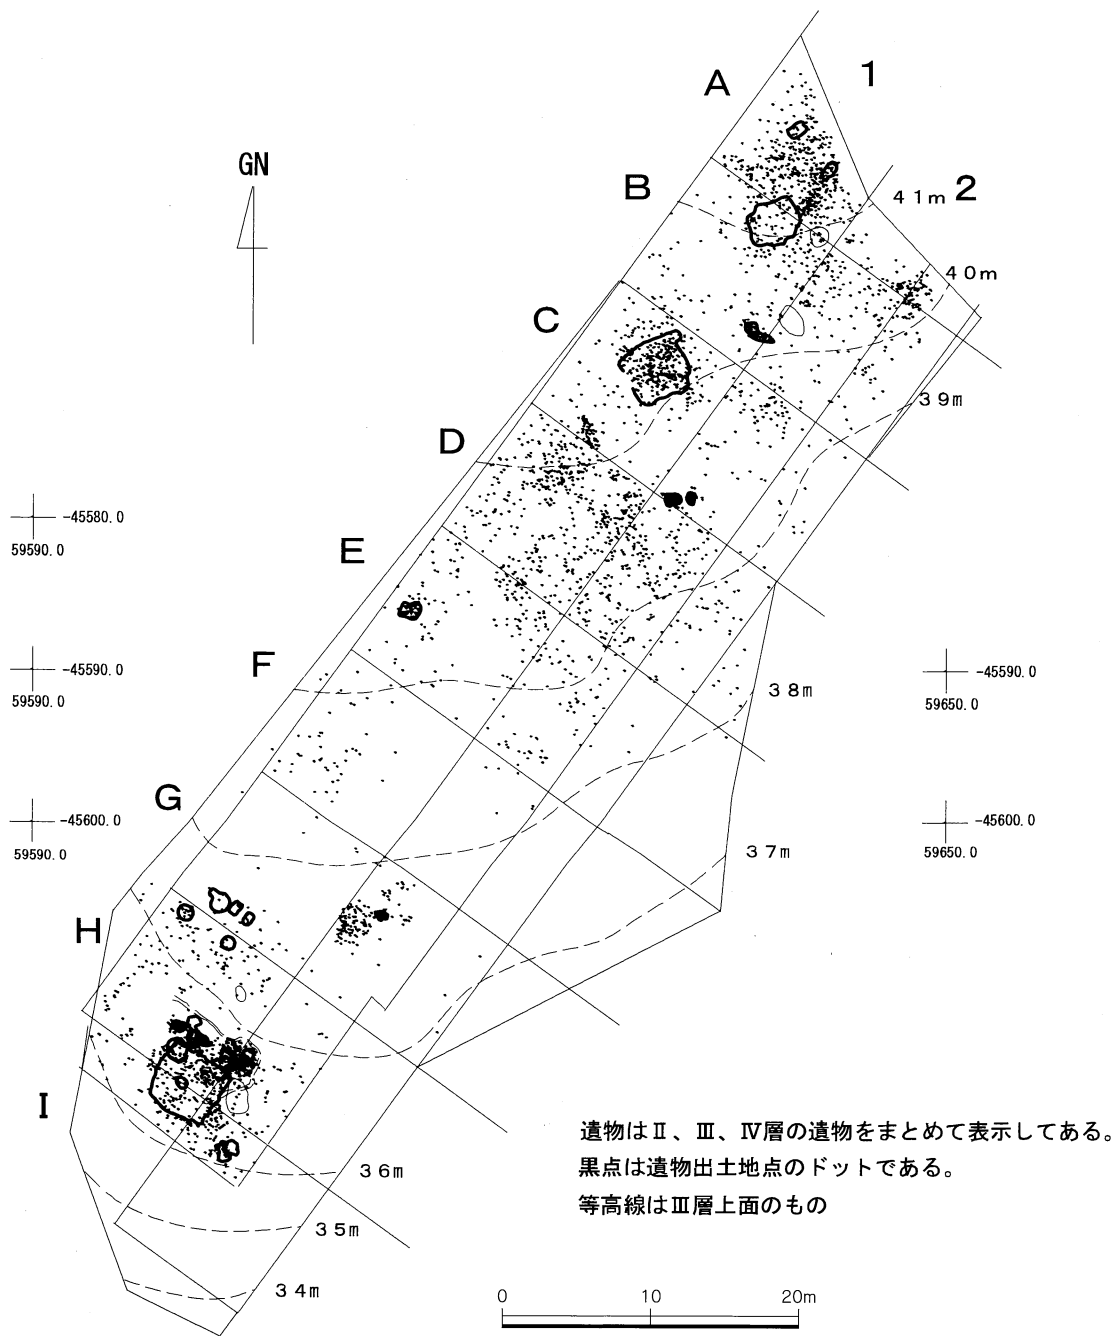 A
1
GN
B
41m
2
40m
C
39m
D
-45580.0
59590.0
E
F
-45590.0
59590.0
-45590.0
59650.0
38m
G
-45600.0
59590.0
-45600.0
59650.0
37m
H
I
遺物はⅡ、Ⅲ、Ⅳ層の遺物をまとめて表示してある。
黒点は遺物出土地点のドットである。
等高線はⅢ層上面のもの
36m
35m
34m
0 10 20m